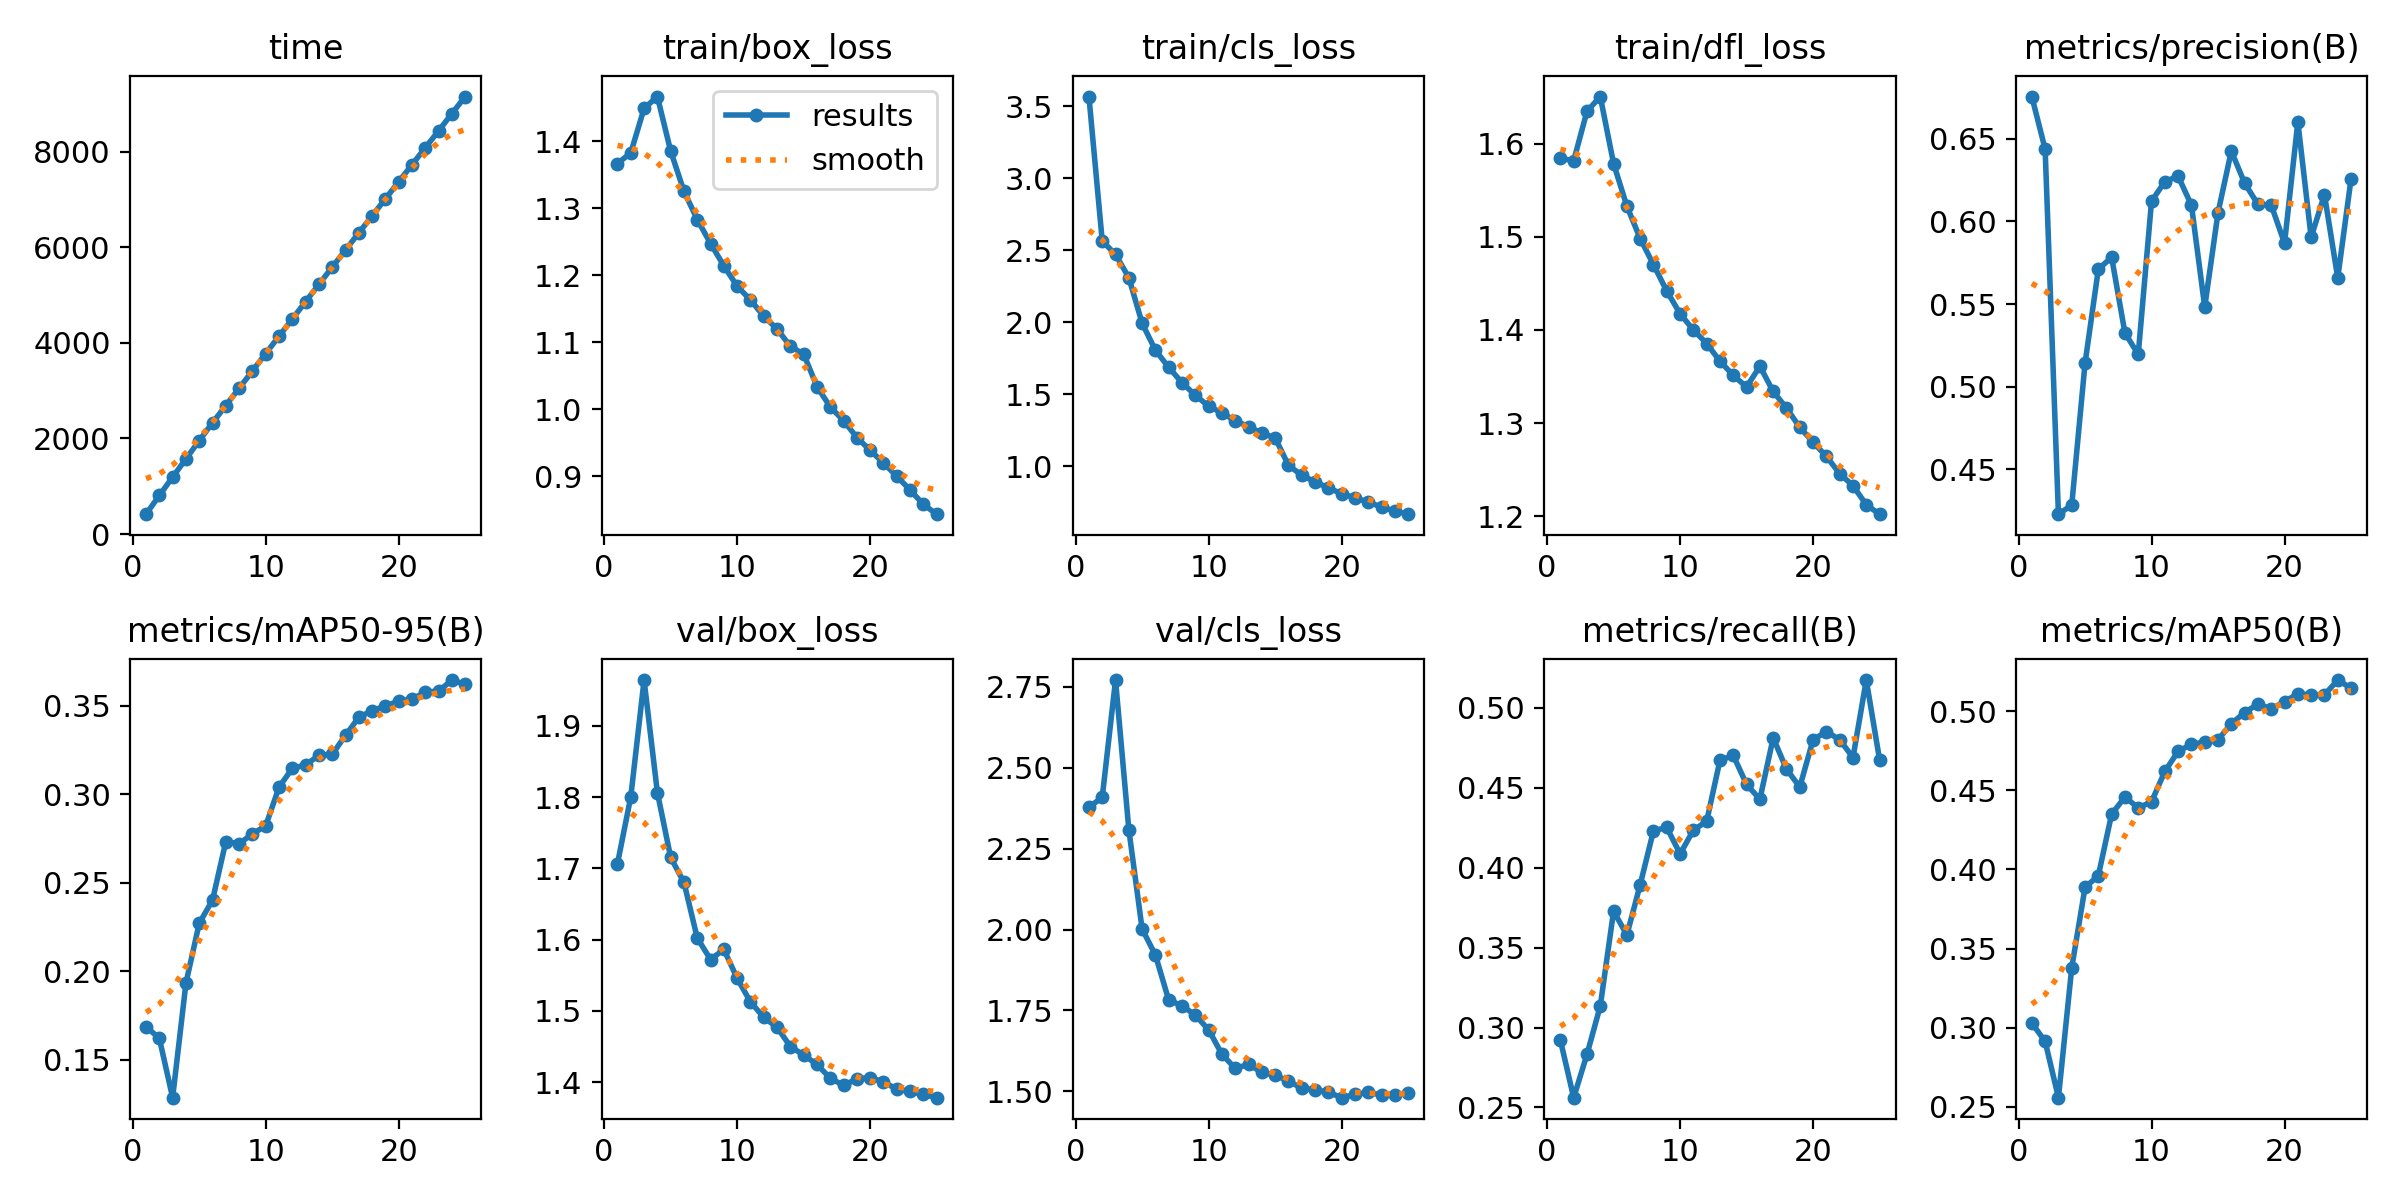 time
train/box_loss
train/cls_loss
train/dfl_loss
metrics/precision(B)
results
smooth
8000
6000
4000
2000
0
0 10 20
1.4
1.3
1.2
1.1
1.0
0.9
0 10 20
3.5
3.0
2.5
2.0
1.5
1.0
0 10 20
1.6
1.5
1.4
1.3
1.2
0 10 20
0.65
0.60
0.55
0.50
0.45
0 10 20
metrics/mAP50-95(B)
val/box_loss
val/cls_loss
metrics/recall(B)
metrics/mAP50(B)
0.35
0.30
0.25
0.20
0.15
0 10 20
1.9
1.8
1.7
1.6
1.5
1.4
0 10 20
2.75
2.50
2.25
2.00
1.75
1.50
0 10 20
0.50
0.45
0.40
0.35
0.30
0.25
0 10 20
0.50
0.45
0.40
0.35
0.30
0.25
0 10 20